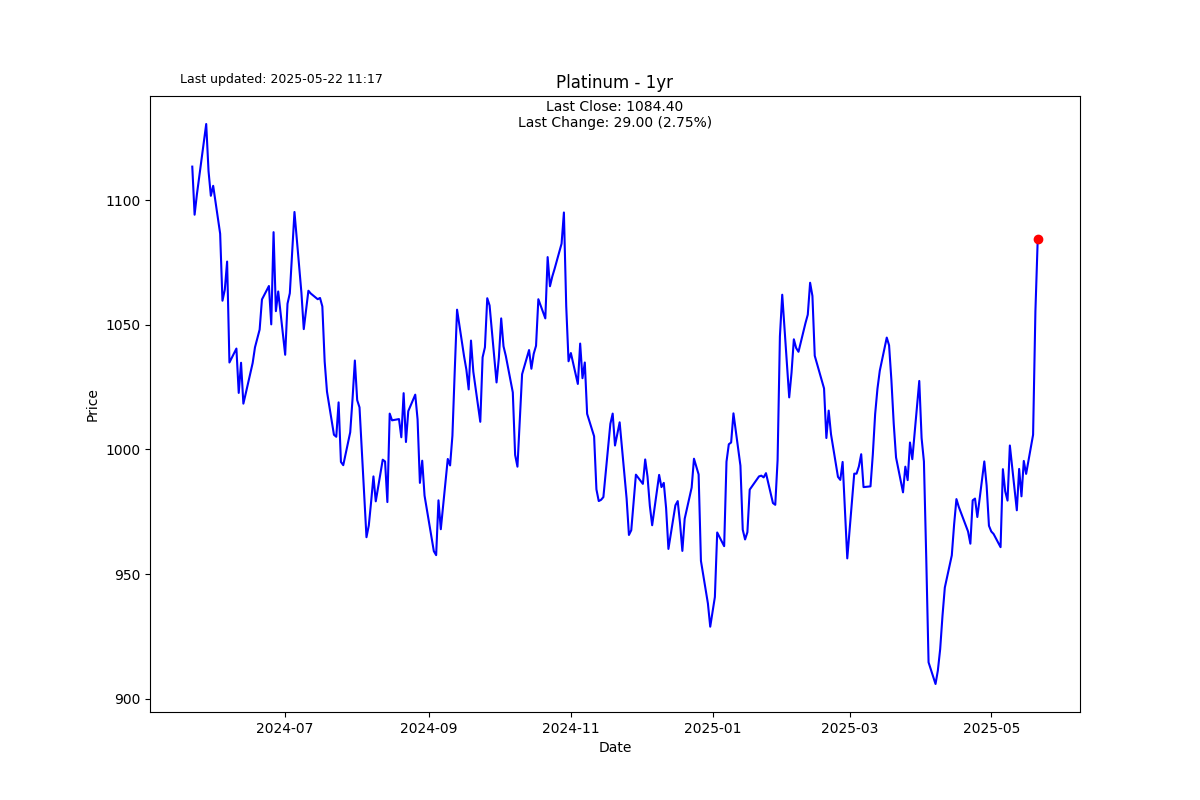 Last updated: 2025-05-22 11:17
Platinum - 1yr
Last Close: 1084.40
Last Change: 29.00 (2.75%)
1100
1050
1000
950
900
Price
2024-07
2024-09
2024-11
2025-01
2025-03
2025-05
Date